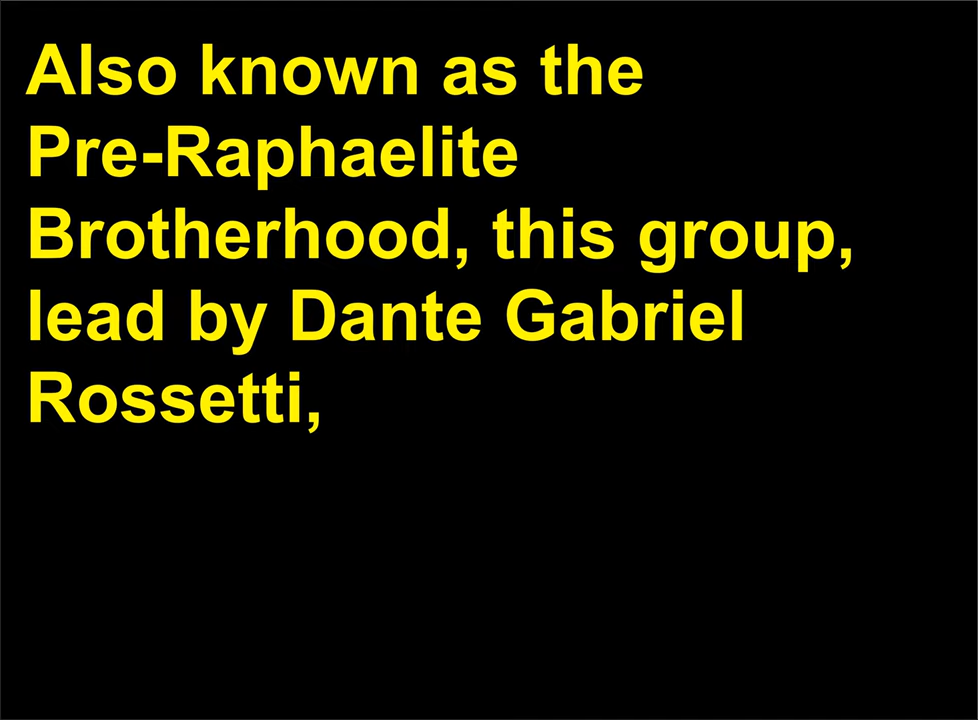 Also known as the
Pre-Raphaelite
Brotherhood, this group,
lead by Dante Gabriel
Rossetti,